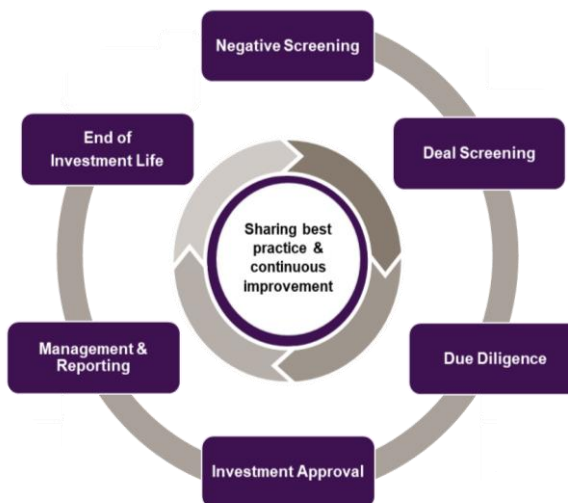 Negative Screening
Deal Screening
Due Diligence
Investment Approval
Management &
Reporting
End of
Investment Life
Sharing best
practice &
continuous
improvement